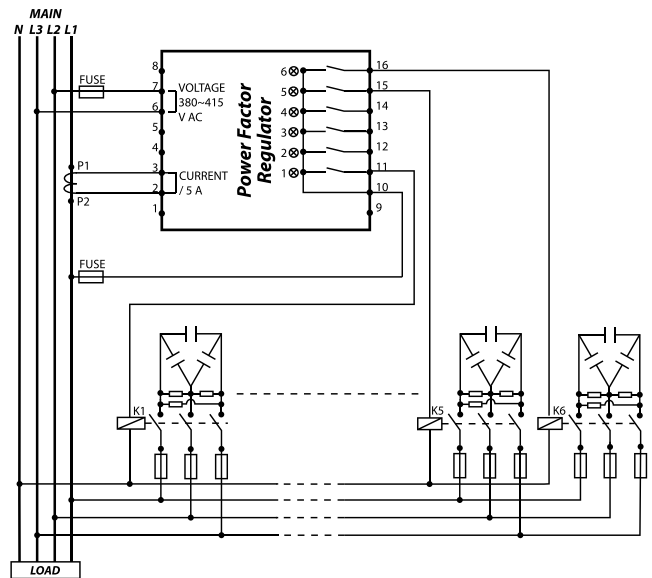 MAIN
N L3 L2 L1
FUSE
8
7
6
5
4
3
2
1
VOLTAGE
380~415
V AC
CURRENT
/ 5 A
Power Factor
Regulator
6
5
4
3
2
1
16
15
14
13
12
11
10
9
P1
P2
FUSE
K1
K5
K6
LOAD